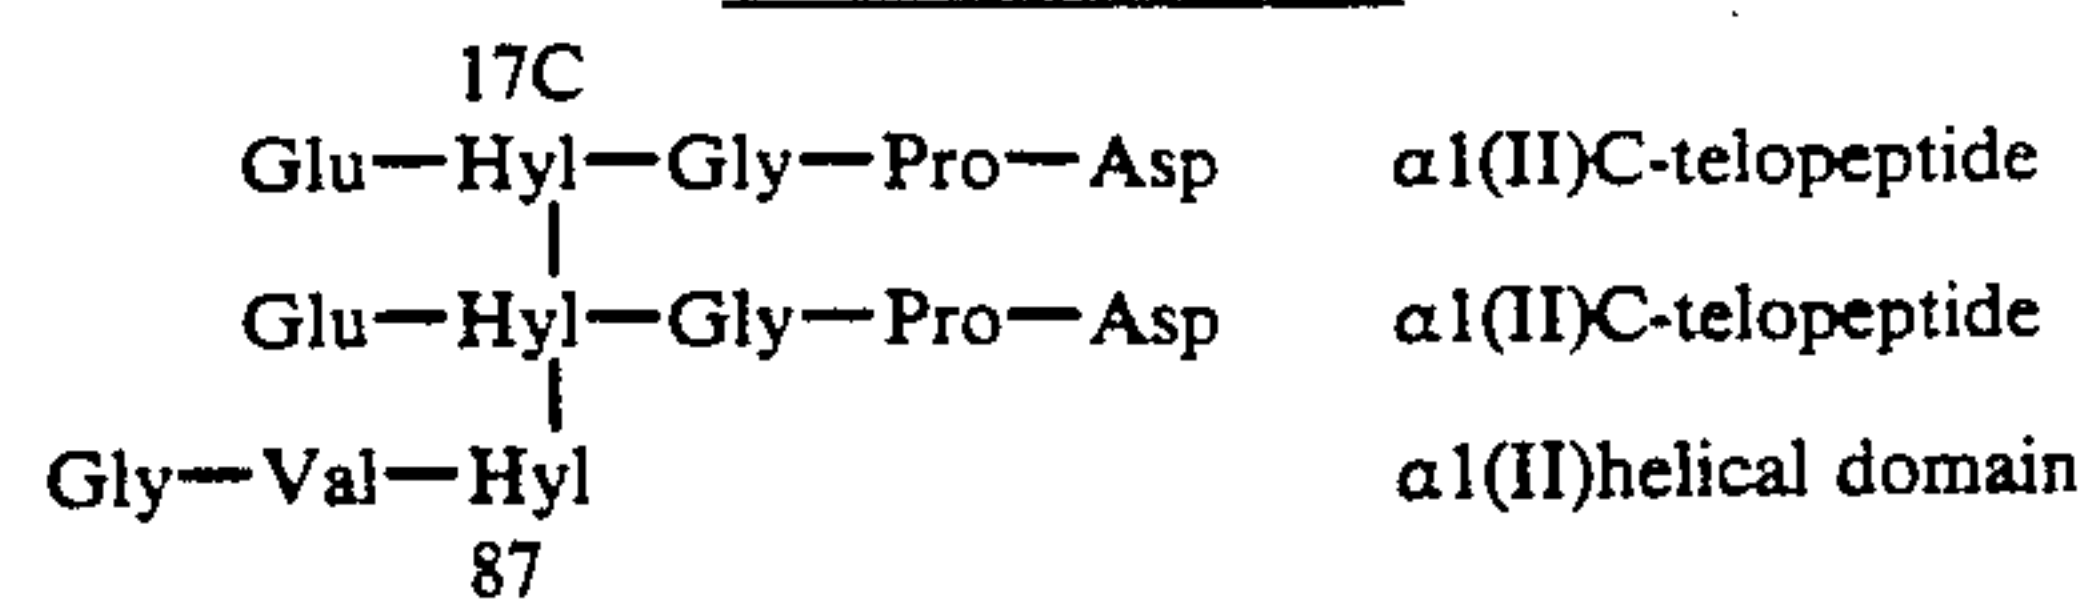 17C
Glu—Hyl—Gly—Pro—Asp α1(II)C-telopeptide
Glu—Hyl—Gly—Pro—Asp α1(II)C-telopeptide
Gly—Val—Hyl α1(II)helical domain
87